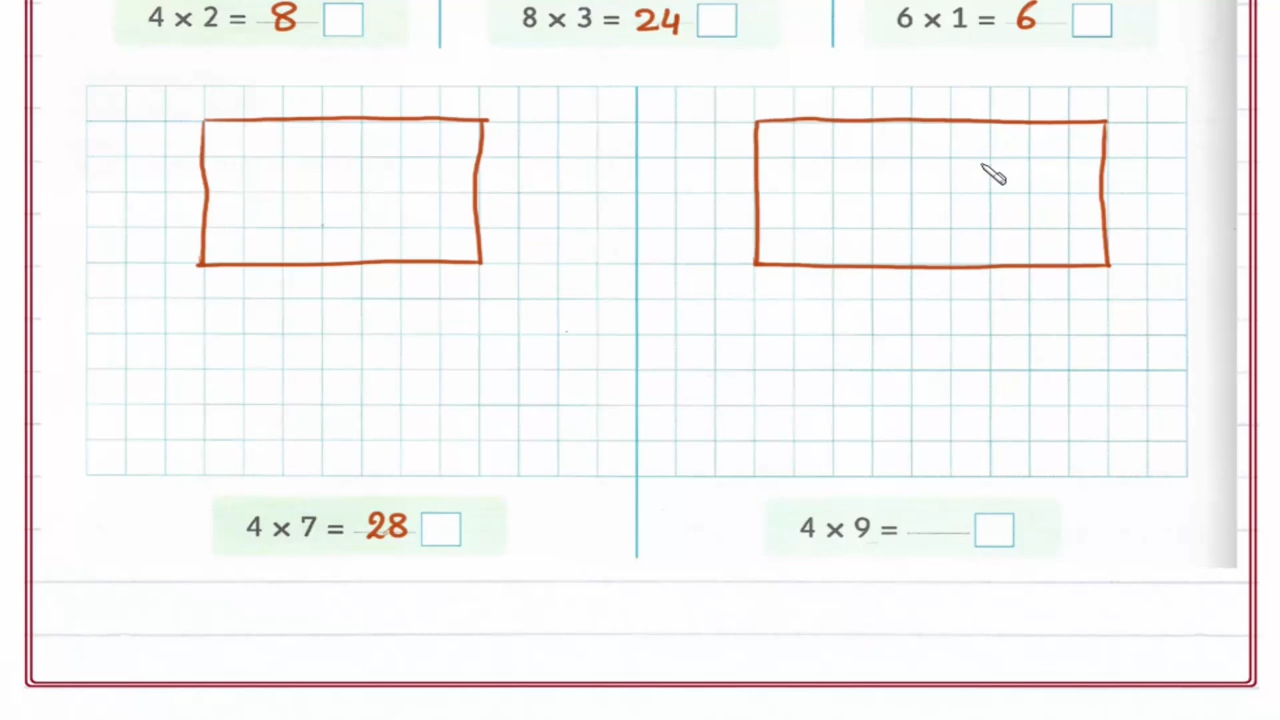 4 × 2 = 8
8 × 3 = 24
6 × 1 = 6
4 × 7 = 28
4 × 9 =